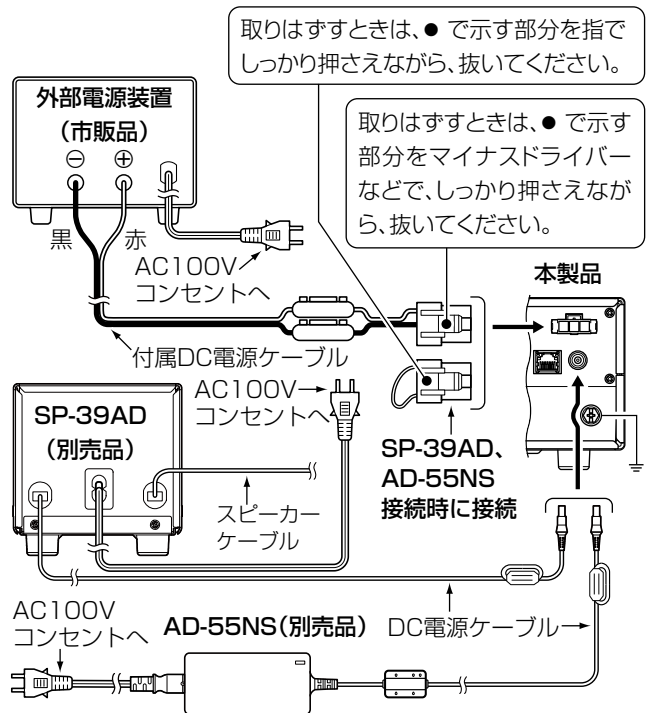 取りはずすときは、● で示す部分を指で
しっかり押さえながら、抜いてください。
取りはずすときは、● で示す
部分をマイナスドライバー
などで、しっかり押さえなが
ら、抜いてください。
外部電源装置
（市販品）
⊖ ⊕
黒 赤
AC100V
コンセントへ
付属DC電源ケーブル
本製品
SP-39AD
（別売品）
AC100V
コンセントへ
スピーカー
ケーブル
SP-39AD、
AD-55NS
接続時に接続
AC100V
コンセントへ
AD-55NS（別売品）
DC電源ケーブル